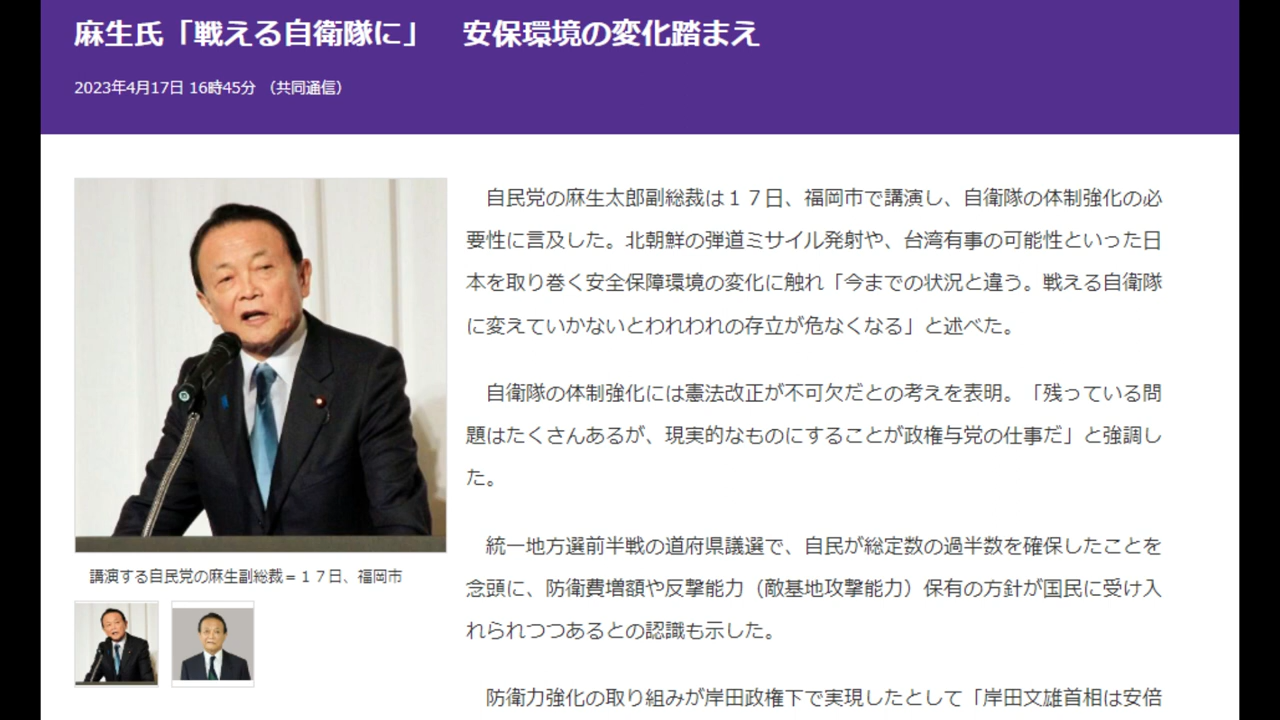 麻生氏「戦える自衛隊に」　安保環境の変化踏まえ
2023年4月17日 16時45分 （共同通信）
　自民党の麻生太郎副総裁は１７日、福岡市で講演し、自衛隊の体制強化の必
要性に言及した。北朝鮮の弾道ミサイル発射や、台湾有事の可能性といった日
本を取り巻く安全保障環境の変化に触れ「今までの状況と違う。戦える自衛隊
に変えていかないとわれわれの存立が危なくなる」と述べた。
　自衛隊の体制強化には憲法改正が不可欠だとの考えを表明。「残っている問
題はたくさんあるが、現実的なものにすることが政権与党の仕事だ」と強調し
た。
　統一地方選前半戦の道府県議選で、自民が総定数の過半数を確保したことを
念頭に、防衛費増額や反撃能力（敵基地攻撃能力）保有の方針が国民に受け入
れられつつあるとの認識も示した。
　防衛力強化の取り組みが岸田政権下で実現したとして「岸田文雄首相は安倍
講演する自民党の麻生副総裁＝１７日、福岡市